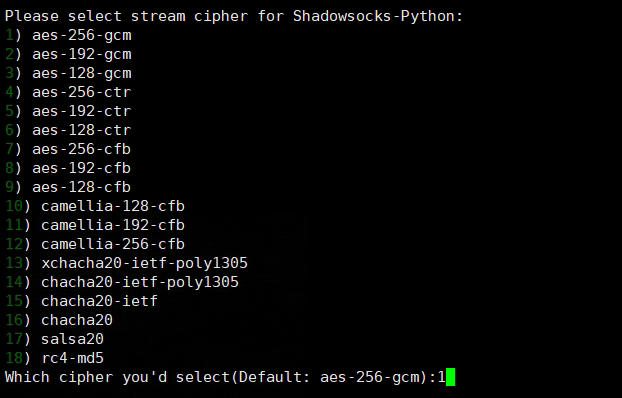 Please select stream cipher for Shadowsocks-Python:
1) aes-256-gcm
2) aes-192-gcm
3) aes-128-gcm
4) aes-256-ctr
5) aes-192-ctr
6) aes-128-ctr
7) aes-256-cfb
8) aes-192-cfb
9) aes-128-cfb
10) camellia-128-cfb
11) camellia-192-cfb
12) camellia-256-cfb
13) xchacha20-ietf-poly1305
14) chacha20-ietf-poly1305
15) chacha20-ietf
16) chacha20
17) salsa20
18) rc4-md5
Which cipher you'd select(Default: aes-256-gcm):1